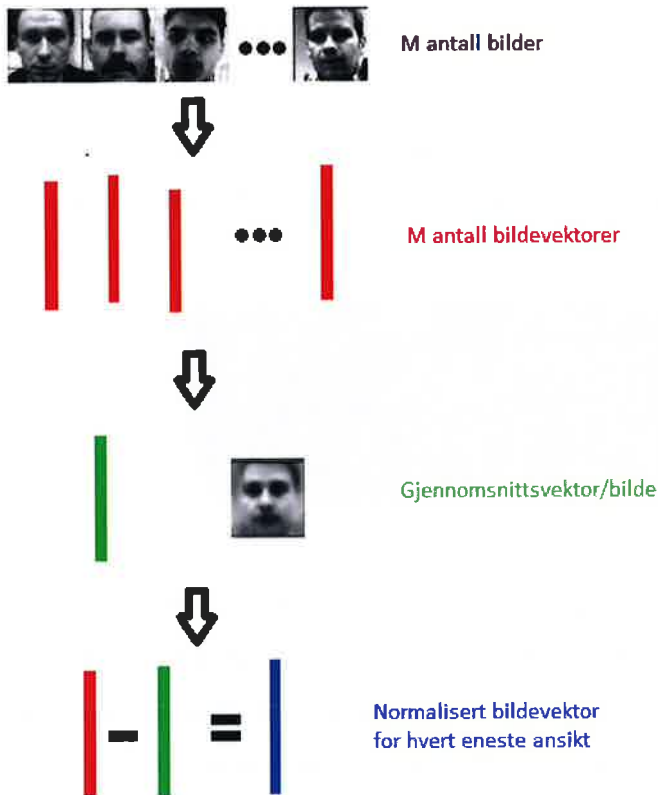 M antall bilder
M antall bildevektorer
Gjennomsnittsvektor/bilde
Normalisert bildevektor
for hvert eneste ansikt